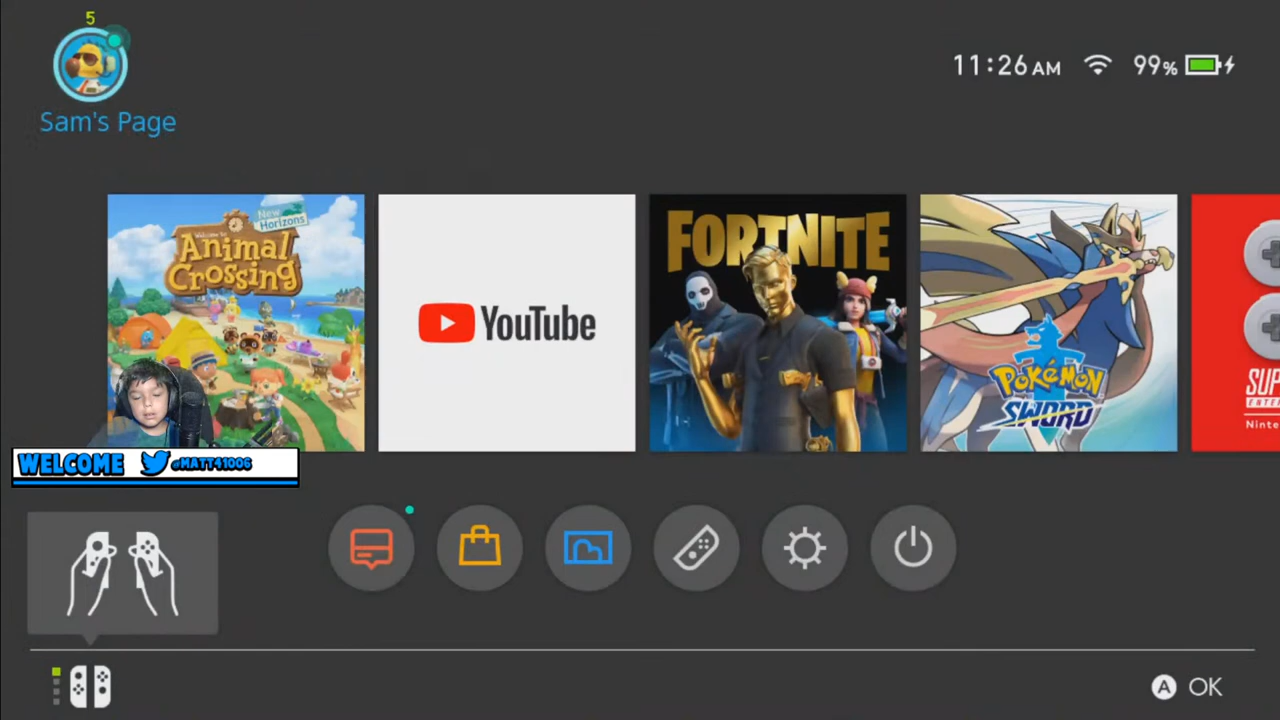 5
Sam's Page
11:26 AM
99%
New
Horizons
Welcome to
Animal
Crossing
YouTube
FORTNITE
POKéMON
SWORD
SUP
ENTE
Ninte
WELCOME @MATT41006
A OK